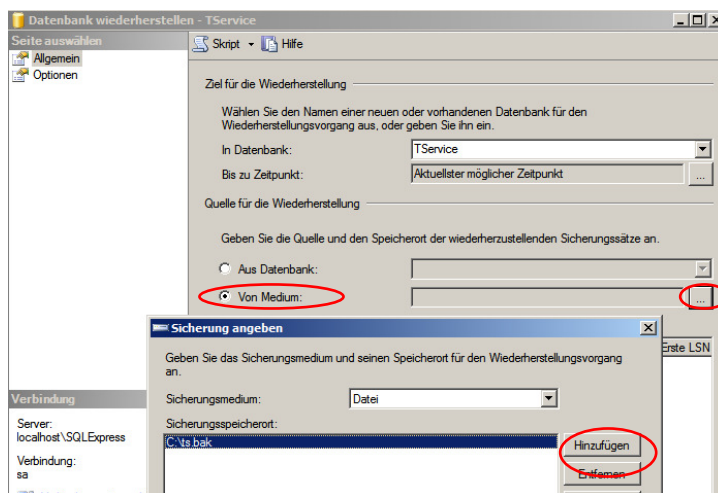 Datenbank wiederherstellen - TService
Seite auswählen
Allgemein
Optionen
Skript
Hilfe
Ziel für die Wiederherstellung
Wählen Sie den Namen einer neuen oder vorhandenen Datenbank für den
Wiederherstellungsvorgang aus, oder geben Sie ihn ein.
In Datenbank:
TService
Bis zu Zeitpunkt:
Aktuellster möglicher Zeitpunkt
...
Quelle für die Wiederherstellung
Geben Sie die Quelle und den Speicherort der wiederherzustellenden Sicherungssätze an.
Aus Datenbank:
Von Medium:
...
Erste LSN
Sicherung angeben
Geben Sie das Sicherungsmedium und seinen Speicherort für den Wiederherstellungsvorgang
an.
Sicherungsmedium:
Datei
Sicherungsspeicherort:
C:\ts.bak
Hinzufügen
Entfernen
Verbindung
Server:
localhost\SQLExpress
Verbindung:
sa